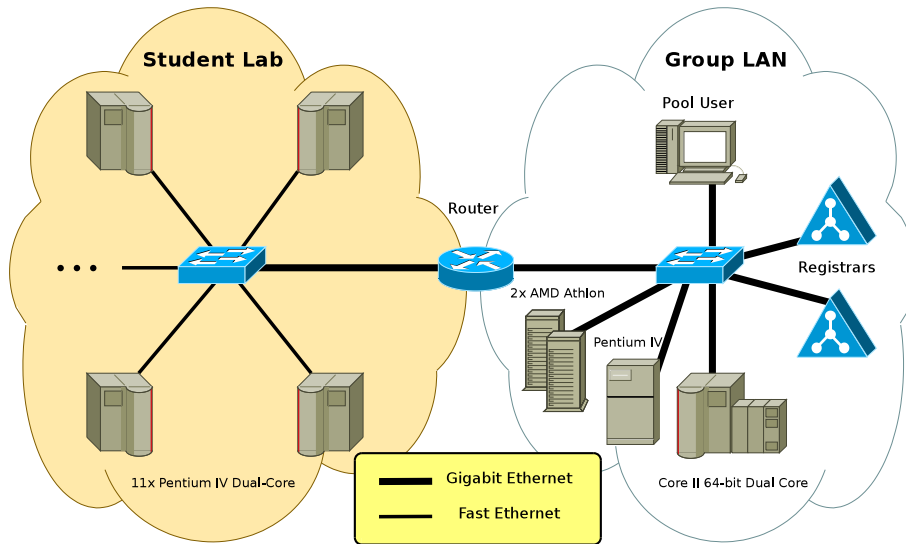 Student Lab
Group LAN
Pool User
Router
Registrars
2x AMD Athlon
Pentium IV
11x Pentium IV Dual-Core
Core II 64-bit Dual Core
Gigabit Ethernet
Fast Ethernet